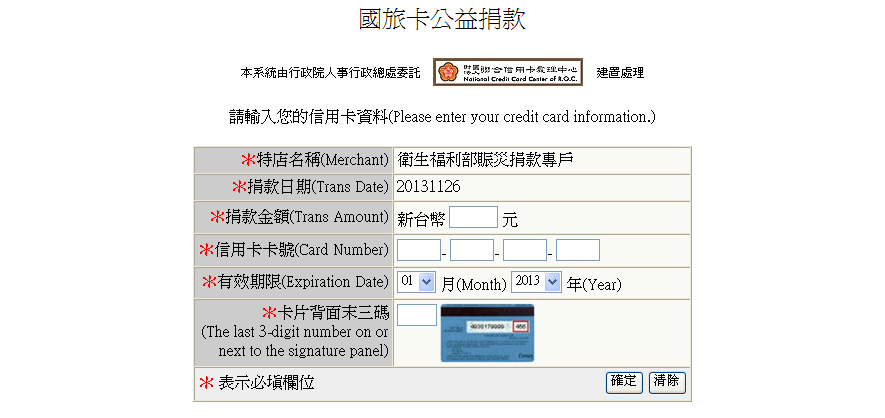 國旅卡公益捐款
本系統由行政院人事行政總處委託 財團法人聯合信用卡處理中心 National Credit Card Center of R.O.C. 建置處理
請輸入您的信用卡資料(Please enter your credit card information.)
＊特店名稱(Merchant) 衛生福利部賑災捐款專戶
＊捐款日期(Trans Date) 20131126
＊捐款金額(Trans Amount) 新台幣 元
＊信用卡卡號(Card Number) - - -
＊有效期限(Expiration Date) 01 月(Month) 2013 年(Year)
＊卡片背面末三碼
(The last 3-digit number on or
next to the signature panel)
456
＊ 表示必填欄位 確定 清除